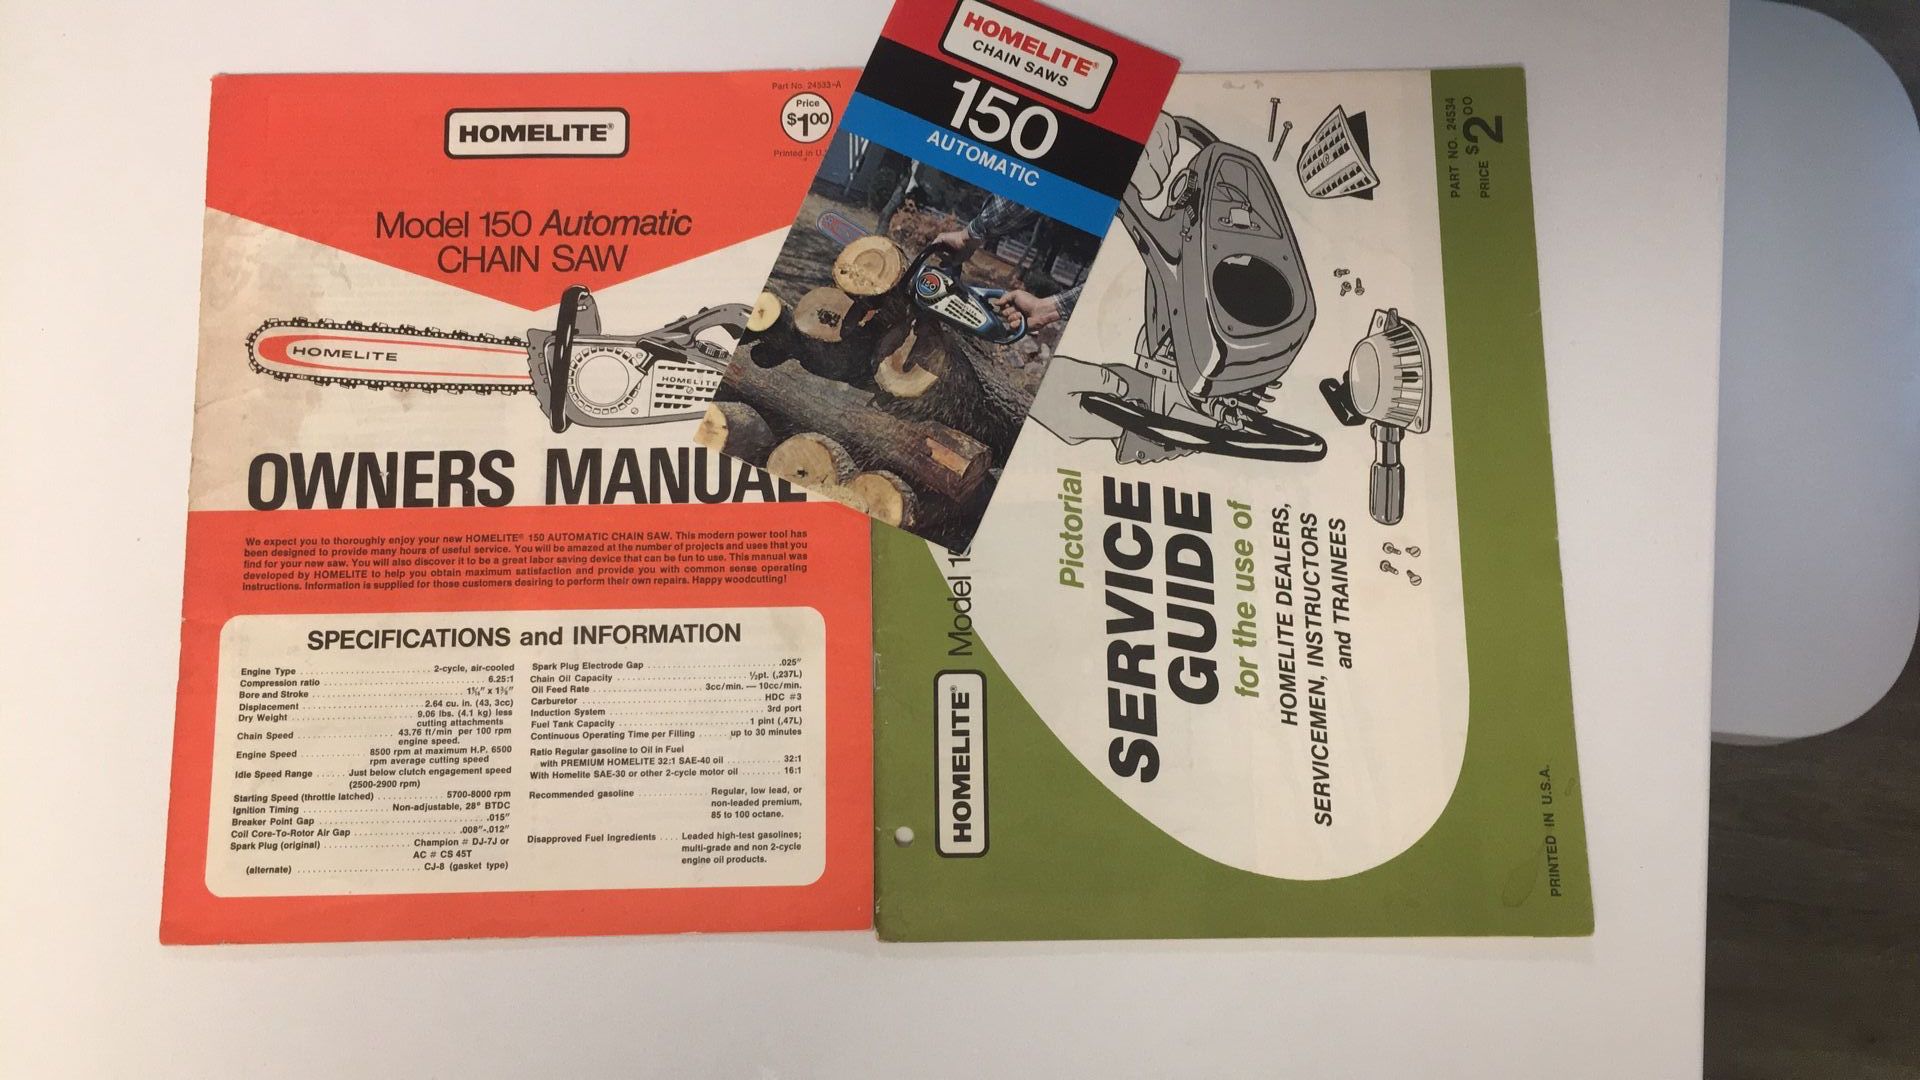 Part No. 24533-A
Price
$1.00
Printed in U.
HOMELITE®
Model 150 Automatic
CHAIN SAW
HOMELITE
HOMELITE
OWNERS MANUAL
We expect you to thoroughly enjoy your new HOMELITE® 150 AUTOMATIC CHAIN SAW. This modern power tool has
been designed to provide many hours of useful service. You will be amazed at the number of projects and uses that you
find for your new saw. You will also discover it to be a great labor saving device that can be fun to use. This manual was
developed by HOMELITE to help you obtain maximum satisfaction and provide you with common sense operating
instructions. Information is supplied for those customers desiring to perform their own repairs. Happy woodcutting!
SPECIFICATIONS and INFORMATION
Engine Type 2-cycle, air-cooled
Compression ratio 6.25:1
Bore and Stroke
Displacement 2.64 cu. in. (43, 3cc)
Dry Weight 9.06 lbs. (4.1 kg) less
cutting attachments
Chain Speed 43.76 ft/min per 100 rpm
engine speed.
Engine Speed 8500 rpm at maximum H.P. 6500
rpm average cutting speed
Idle Speed Range Just below clutch engagement speed
(2500-2900 rpm)
Starting Speed (throttle latched) 5700-8000 rpm
Ignition Timing Non-adjustable, 28° BTDC
Breaker Point Gap .015"
Coil Core-To-Rotor Air Gap .008"-.012"
Spark Plug (original) Champion # DJ-7J or
AC # CS 45T
(alternate) CJ-8 (gasket type)
Spark Plug Electrode Gap .025"
Chain Oil Capacity ½pt. (,237L)
Oil Feed Rate 3cc/min. — 10cc/min.
Carburetor HDC #3
Induction System 3rd port
Fuel Tank Capacity 1 pint (,47L)
Continuous Operating Time per Filling up to 30 minutes
Ratio Regular gasoline to Oil in Fuel
with PREMIUM HOMELITE 32:1 SAE-40 oil 32:1
With Homelite SAE-30 or other 2-cycle motor oil 16:1
Recommended gasoline Regular, low lead, or
non-leaded premium,
85 to 100 octane.
Disapproved Fuel Ingredients Leaded high-test gasolines;
multi-grade and non 2-cycle
engine oil products.
HOMELITE®
CHAIN SAWS
150
AUTOMATIC
150
HOMELITE®
Model 15
Pictorial
SERVICE
GUIDE
for the use of
HOMELITE DEALERS,
SERVICEMEN, INSTRUCTORS
and TRAINEES
PART NO. 24534
PRICE $2.00
PRINTED IN U.S.A.